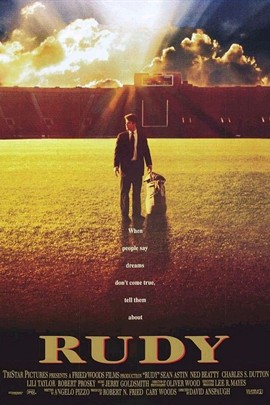 When
people say
dreams
don't come true,
tell them
about
RUDY
TRISTAR PICTURES PRESENTS A FRIED/WOODS FILMS PRODUCTION "RUDY" SEAN ASTIN NED BEATTY CHARLES S. DUTTON
LILI TAYLOR ROBERT PROSKY JERRY GOLDSMITH OLIVER WOOD LEE R. MAYES
ANGELO PIZZO ROBERT N. FRIED CARY WOODS DAVID ANSPAUGH